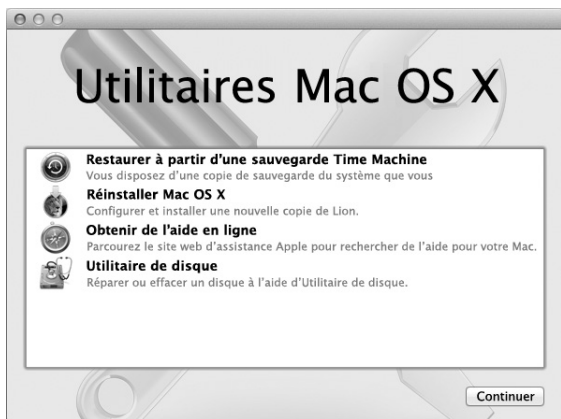 Utilitaires Mac OS X
Restaurer à partir d'une sauvegarde Time Machine
Vous disposez d'une copie de sauvegarde du système que vous
Réinstaller Mac OS X
Configurer et installer une nouvelle copie de Lion.
Obtenir de l'aide en ligne
Parcourez le site web d'assistance Apple pour rechercher de l'aide pour votre Mac.
Utilitaire de disque
Réparer ou effacer un disque à l'aide d'Utilitaire de disque.
Continuer